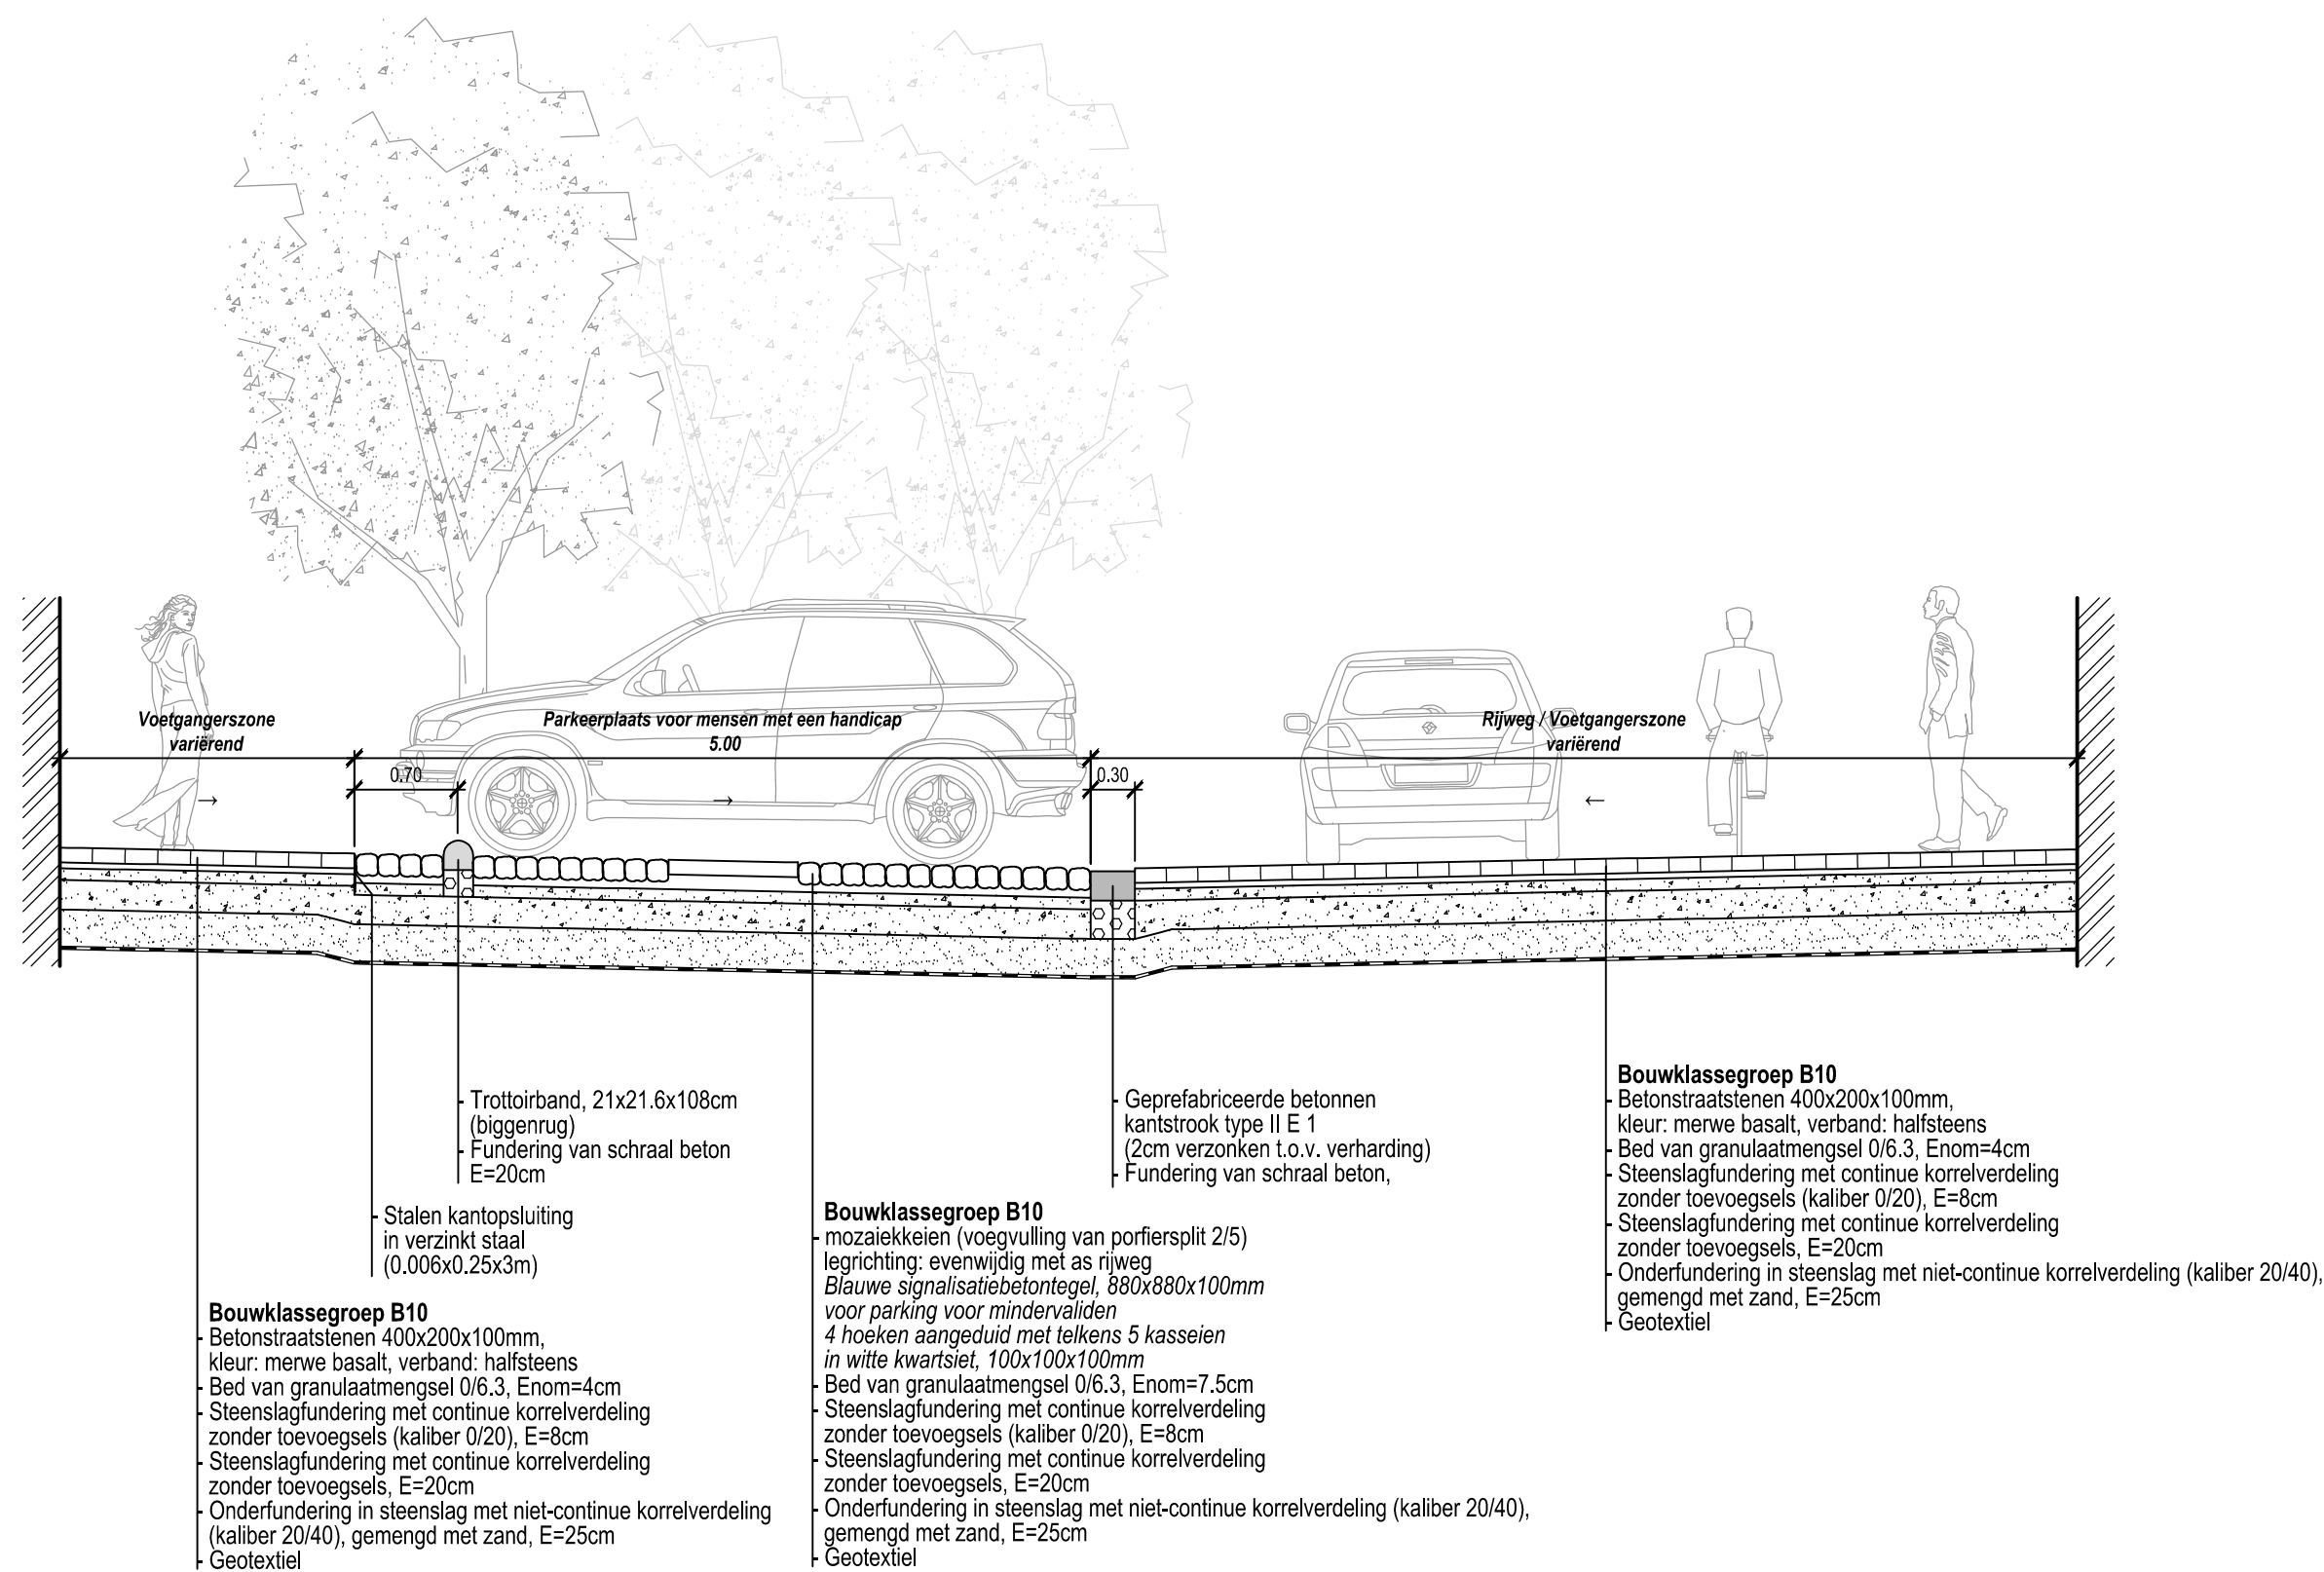 Voetgangerszone
variërend
Parkeerplaats voor mensen met een handicap
5.00
Rijweg / Voetgangerszone
variërend
0.70
0.30
→
→
←
Trottoirband, 21x21.6x108cm
(biggenrug)
Fundering van schraal beton
E=20cm
Stalen kantopsluiting
in verzinkt staal
(0.006x0.25x3m)
Bouwklassegroep B10
Betonstraatstenen 400x200x100mm,
kleur: merwe basalt, verband: halfsteens
Bed van granulaatmengsel 0/6.3, Enom=4cm
Steenslagfundering met continue korrelverdeling
zonder toevoegsels (kaliber 0/20), E=8cm
Steenslagfundering met continue korrelverdeling
zonder toevoegsels, E=20cm
Onderfundering in steenslag met niet-continue korrelverdeling
(kaliber 20/40), gemengd met zand, E=25cm
Geotextiel
Bouwklassegroep B10
mozaiekkeien (voegvulling van porfiersplit 2/5)
legrichting: evenwijdig met as rijweg
Blauwe signalisatiebetontegel, 880x880x100mm
voor parking voor mindervaliden
4 hoeken aangeduid met telkens 5 kasseien
in witte kwartsiet, 100x100x100mm
Bed van granulaatmengsel 0/6.3, Enom=7.5cm
Steenslagfundering met continue korrelverdeling
zonder toevoegsels (kaliber 0/20), E=8cm
Steenslagfundering met continue korrelverdeling
zonder toevoegsels, E=20cm
Onderfundering in steenslag met niet-continue korrelverdeling (kaliber 20/40),
gemengd met zand, E=25cm
Geotextiel
Geprefabriceerde betonnen
kantstrook type II E 1
(2cm verzonken t.o.v. verharding)
Fundering van schraal beton,
Bouwklassegroep B10
Betonstraatstenen 400x200x100mm,
kleur: merwe basalt, verband: halfsteens
Bed van granulaatmengsel 0/6.3, Enom=4cm
Steenslagfundering met continue korrelverdeling
zonder toevoegsels (kaliber 0/20), E=8cm
Steenslagfundering met continue korrelverdeling
zonder toevoegsels, E=20cm
Onderfundering in steenslag met niet-continue korrelverdeling (kaliber 20/40),
gemengd met zand, E=25cm
Geotextiel